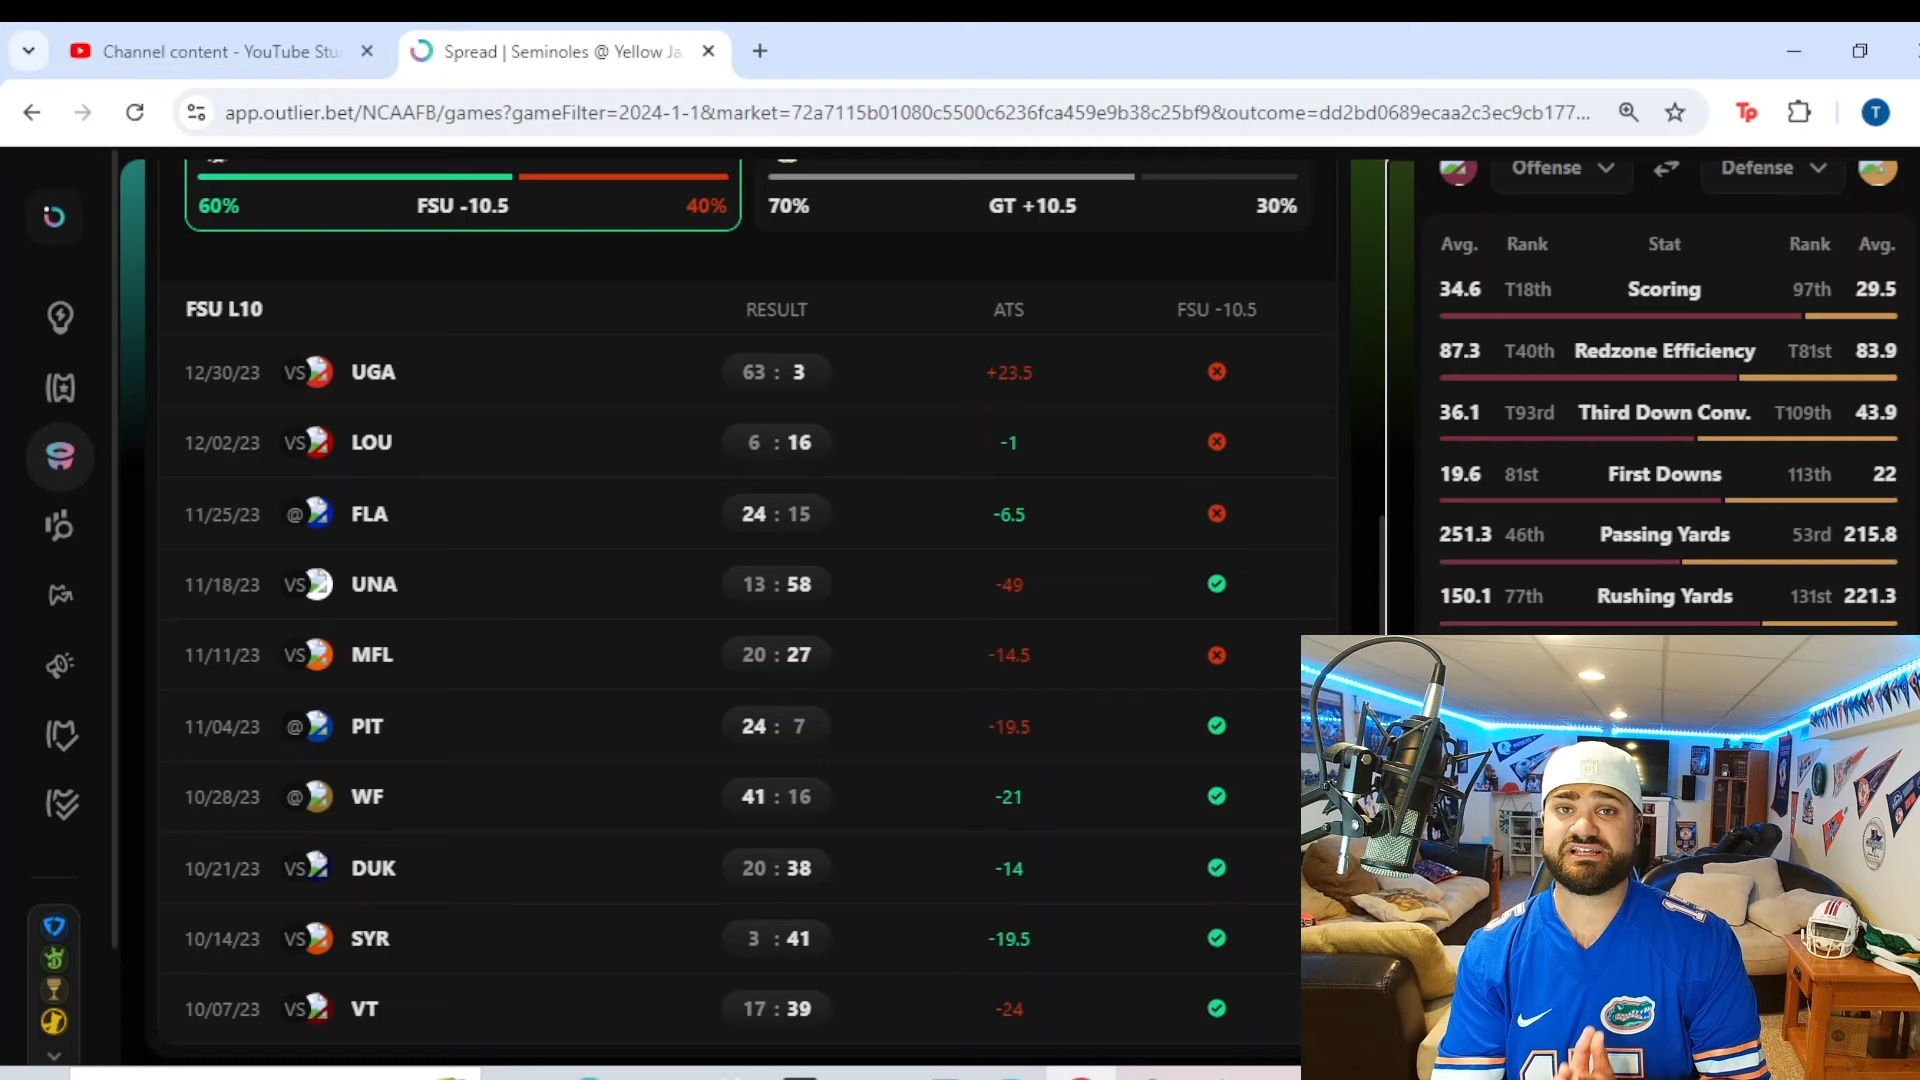 Channel content - YouTube Stu
Spread | Seminoles @ Yellow Ja
app.outlier.bet/NCAAFB/games?gameFilter=2024-1-1&market=72a7115b01080c5500c6236fca459e9b38c25bf9&outcome=dd2bd0689ecaa2c3ec9cb177...
Tp
T
60% FSU -10.5 40%
70% GT +10.5 30%
FSU L10 RESULT ATS FSU -10.5
12/30/23 VS UGA 63 : 3 +23.5
12/02/23 VS LOU 6 : 16 -1
11/25/23 @ FLA 24 : 15 -6.5
11/18/23 VS UNA 13 : 58 -49
11/11/23 VS MFL 20 : 27 -14.5
11/04/23 @ PIT 24 : 7 -19.5
10/28/23 @ WF 41 : 16 -21
10/21/23 VS DUK 20 : 38 -14
10/14/23 VS SYR 3 : 41 -19.5
10/07/23 VS VT 17 : 39 -24
Offense Defense
Avg. Rank Stat Rank Avg.
34.6 T18th Scoring 97th 29.5
87.3 T40th Redzone Efficiency T81st 83.9
36.1 T93rd Third Down Conv. T109th 43.9
19.6 81st First Downs 113th 22
251.3 46th Passing Yards 53rd 215.8
150.1 77th Rushing Yards 131st 221.3